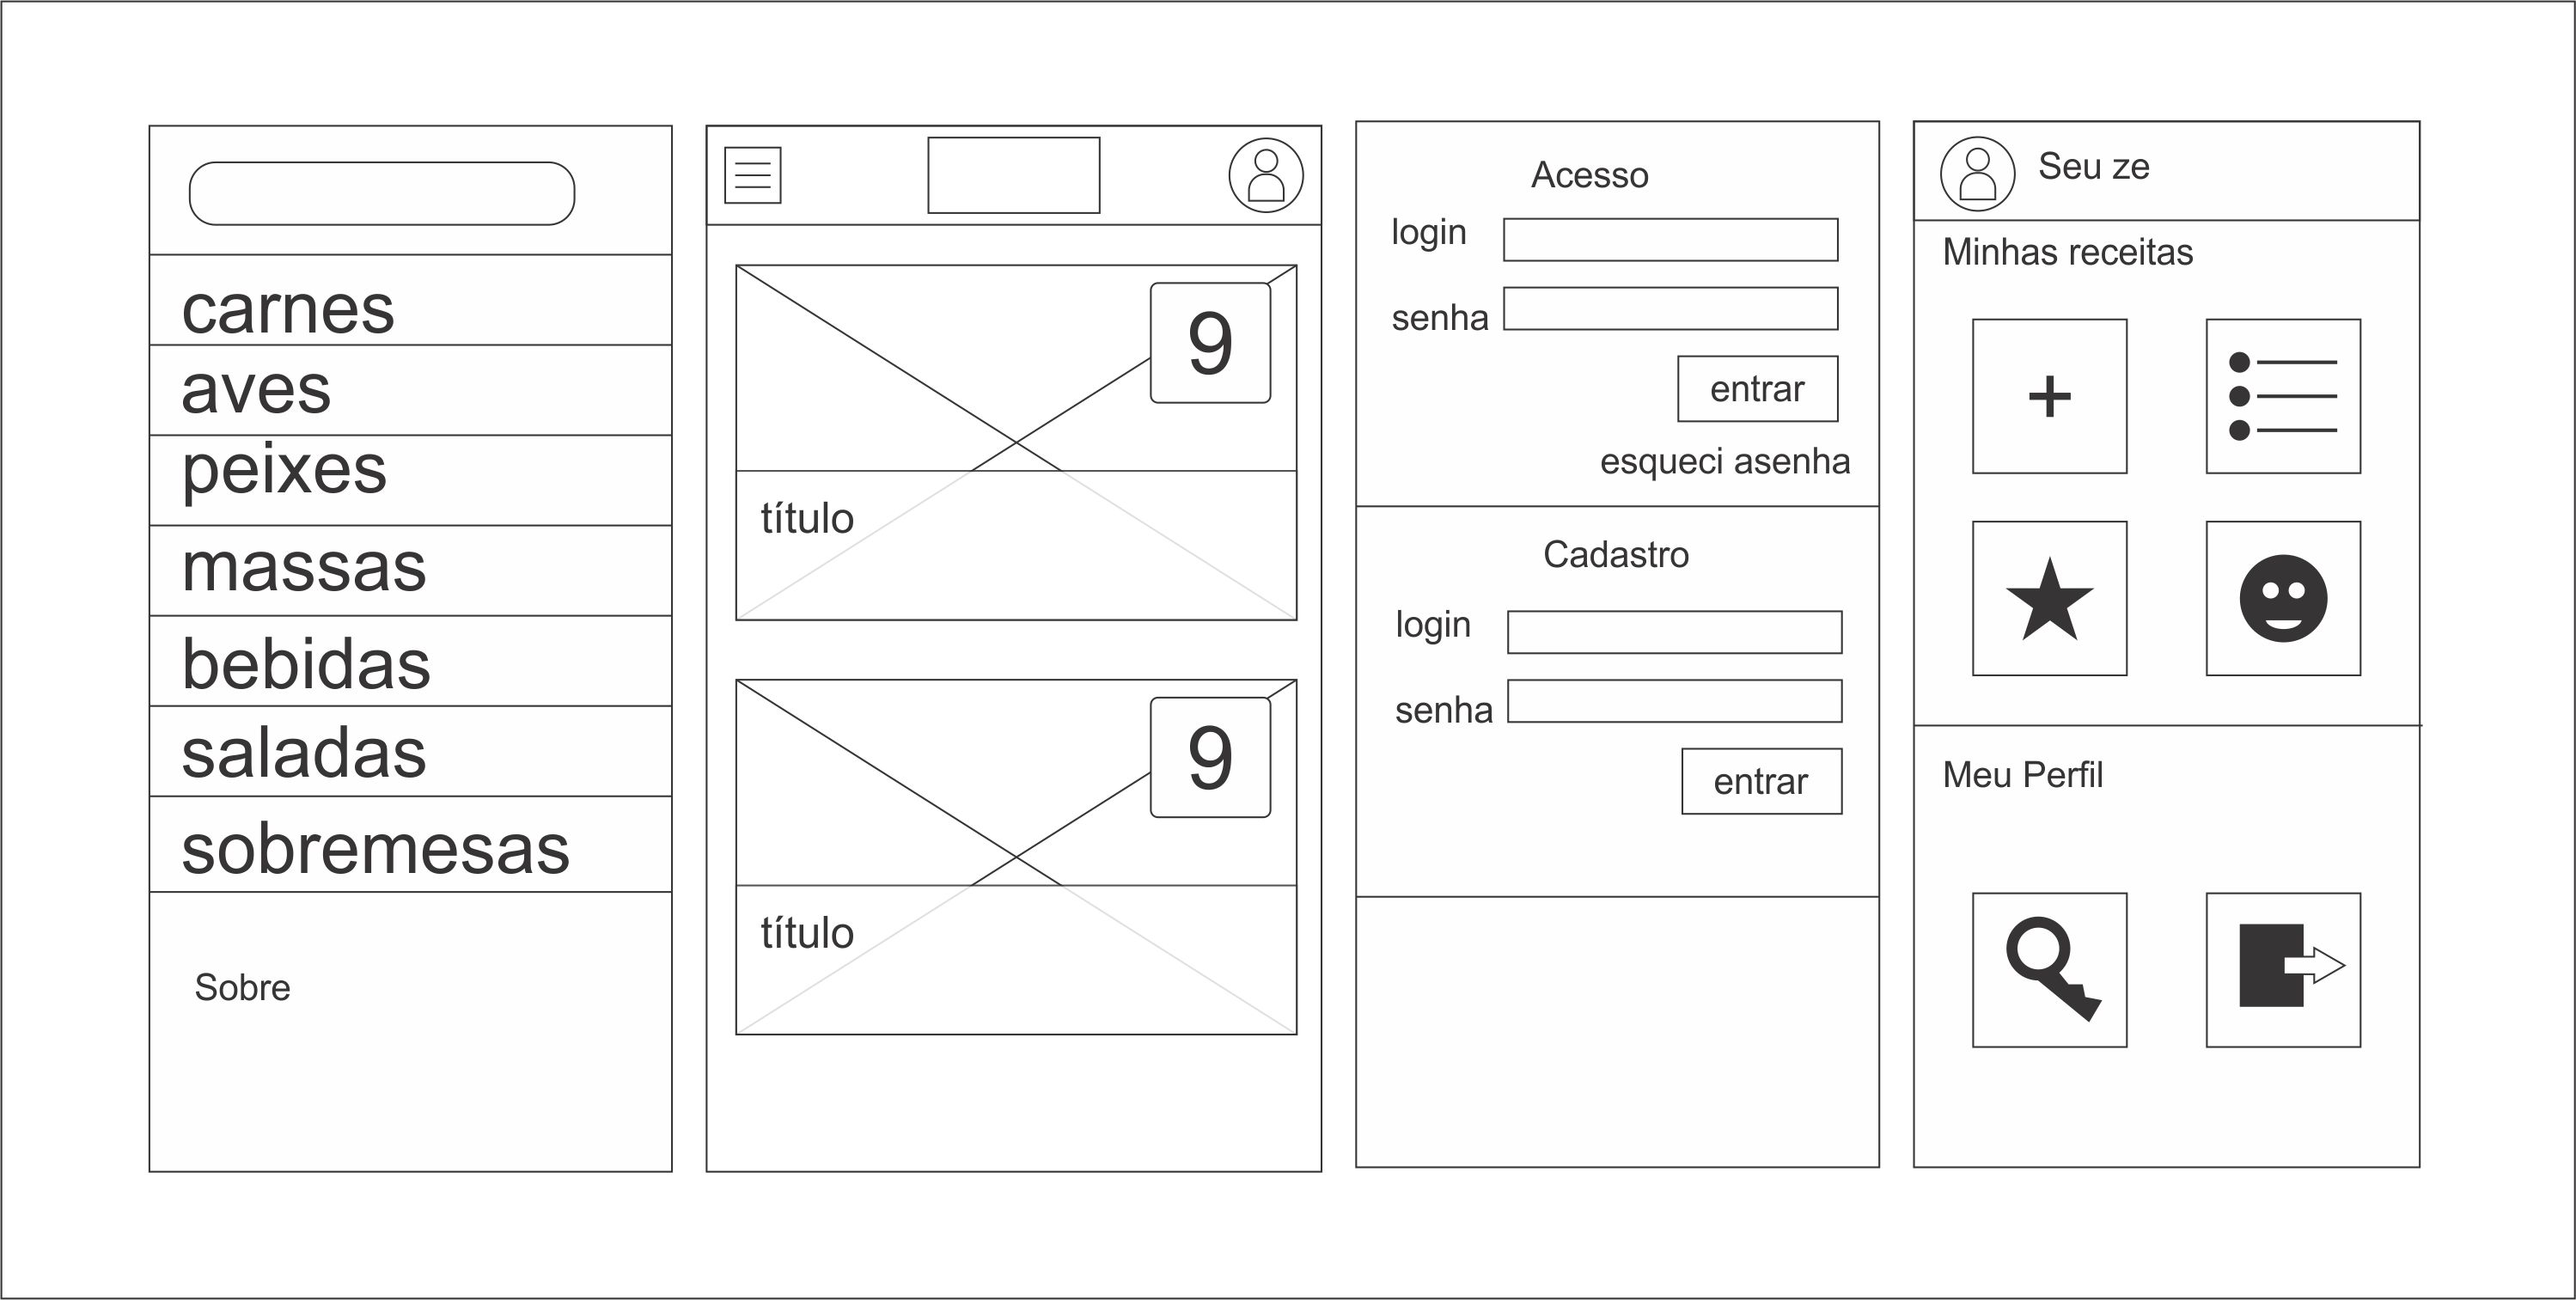 carnes
aves
peixes
massas
bebidas
saladas
sobremesas
Sobre
9
título
9
título
Acesso
login
senha
entrar
esqueci asenha
Cadastro
login
senha
entrar
Seu ze
Minhas receitas
+
Meu Perfil